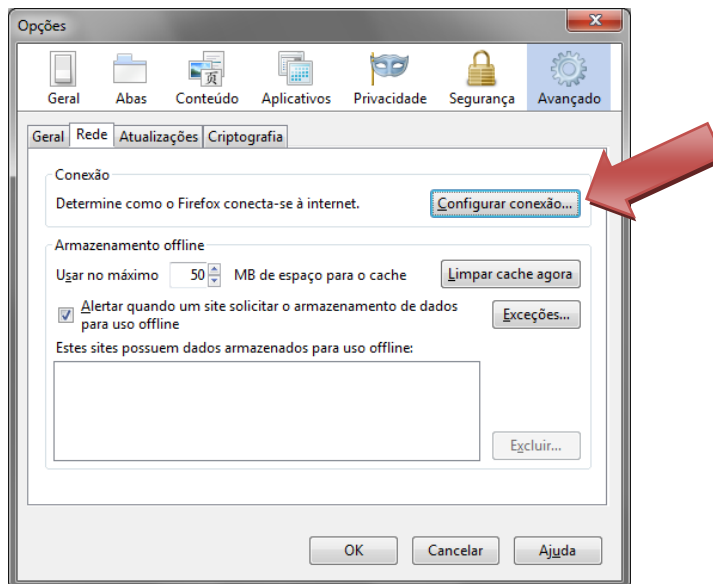 Opções
Geral Abas Conteúdo Aplicativos Privacidade Segurança Avançado
Geral Rede Atualizações Criptografia
Conexão
Determine como o Firefox conecta-se à internet. Configurar conexão...
Armazenamento offline
Usar no máximo 50 MB de espaço para o cache Limpar cache agora
Alertar quando um site solicitar o armazenamento de dados
para uso offline
Exceções...
Estes sites possuem dados armazenados para uso offline:
Excluir...
OK Cancelar Ajuda